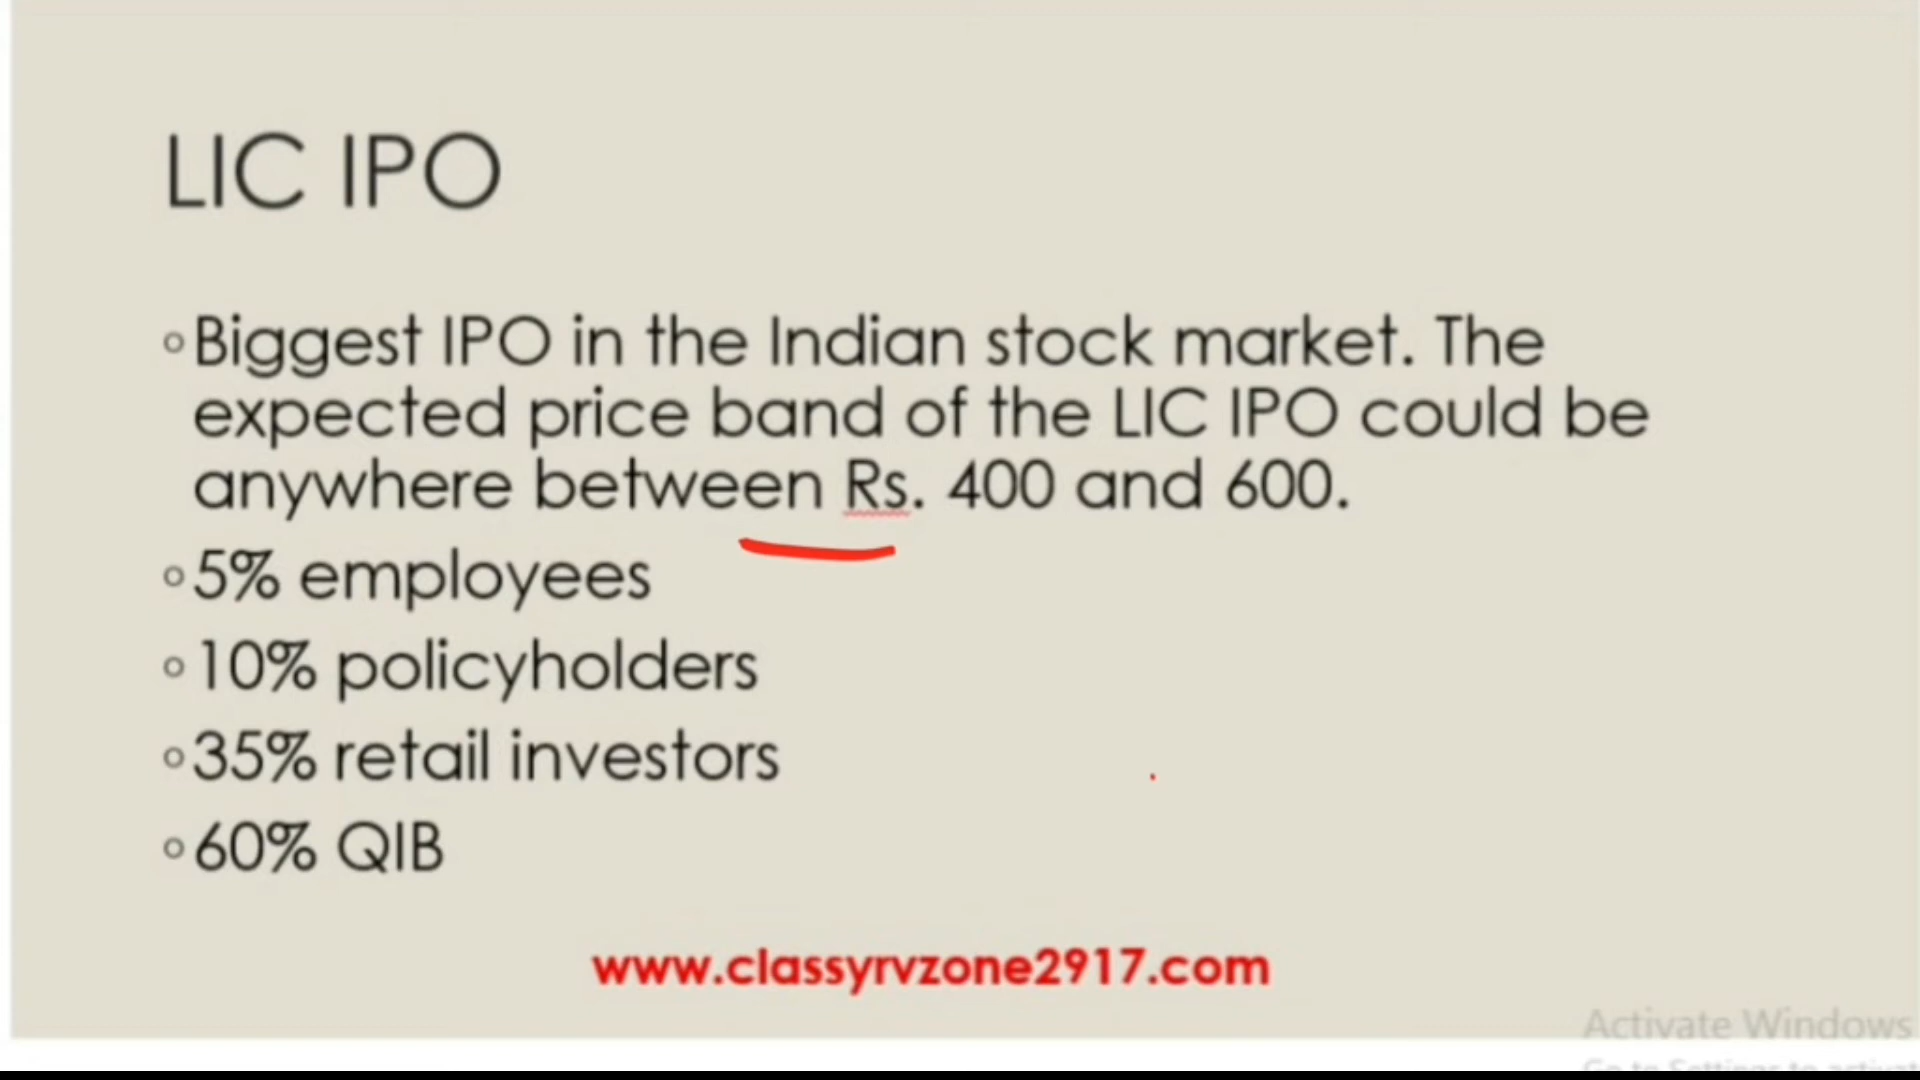 LIC IPO
Biggest IPO in the Indian stock market. The
expected price band of the LIC IPO could be
anywhere between Rs. 400 and 600.
5% employees
10% policyholders
35% retail investors
60% QIB
www.classyrvzone2917.com
Activate Windows